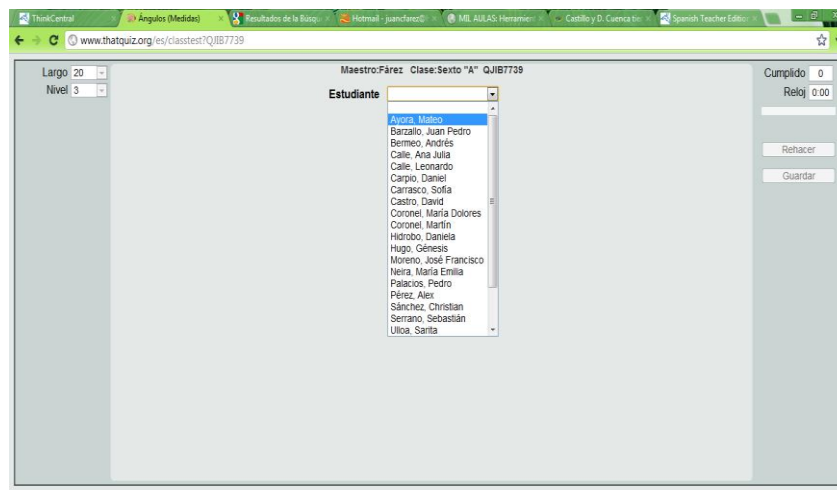 ThinkCentral
Ángulos (Medidas)
Resultados de la Búsqu
Hotmail - juancfarez@
MIL AULAS: Herramien
Castillo y D. Cuenca
Spanish Teacher Edition
www.thatquiz.org/es/classtest?QJIB7739
Largo 20
Nivel 3
Maestro:Fárez Clase:Sexto "A" QJIB7739
Estudiante
Ayora, Mateo
Barzallo, Juan Pedro
Bermeo, Andrés
Calle, Ana Julia
Calle, Leonardo
Carpio, Daniel
Carrasco, Sofía
Castro, David
Coronel, María Dolores
Coronel, Martín
Hidrobo, Daniela
Hugo, Génesis
Moreno, José Francisco
Neira, María Emilia
Palacios, Pedro
Pérez, Alex
Sánchez, Christian
Serrano, Sebastián
Ulloa, Sarita
Cumplido 0
Reloj 0:00
Rehacer
Guardar